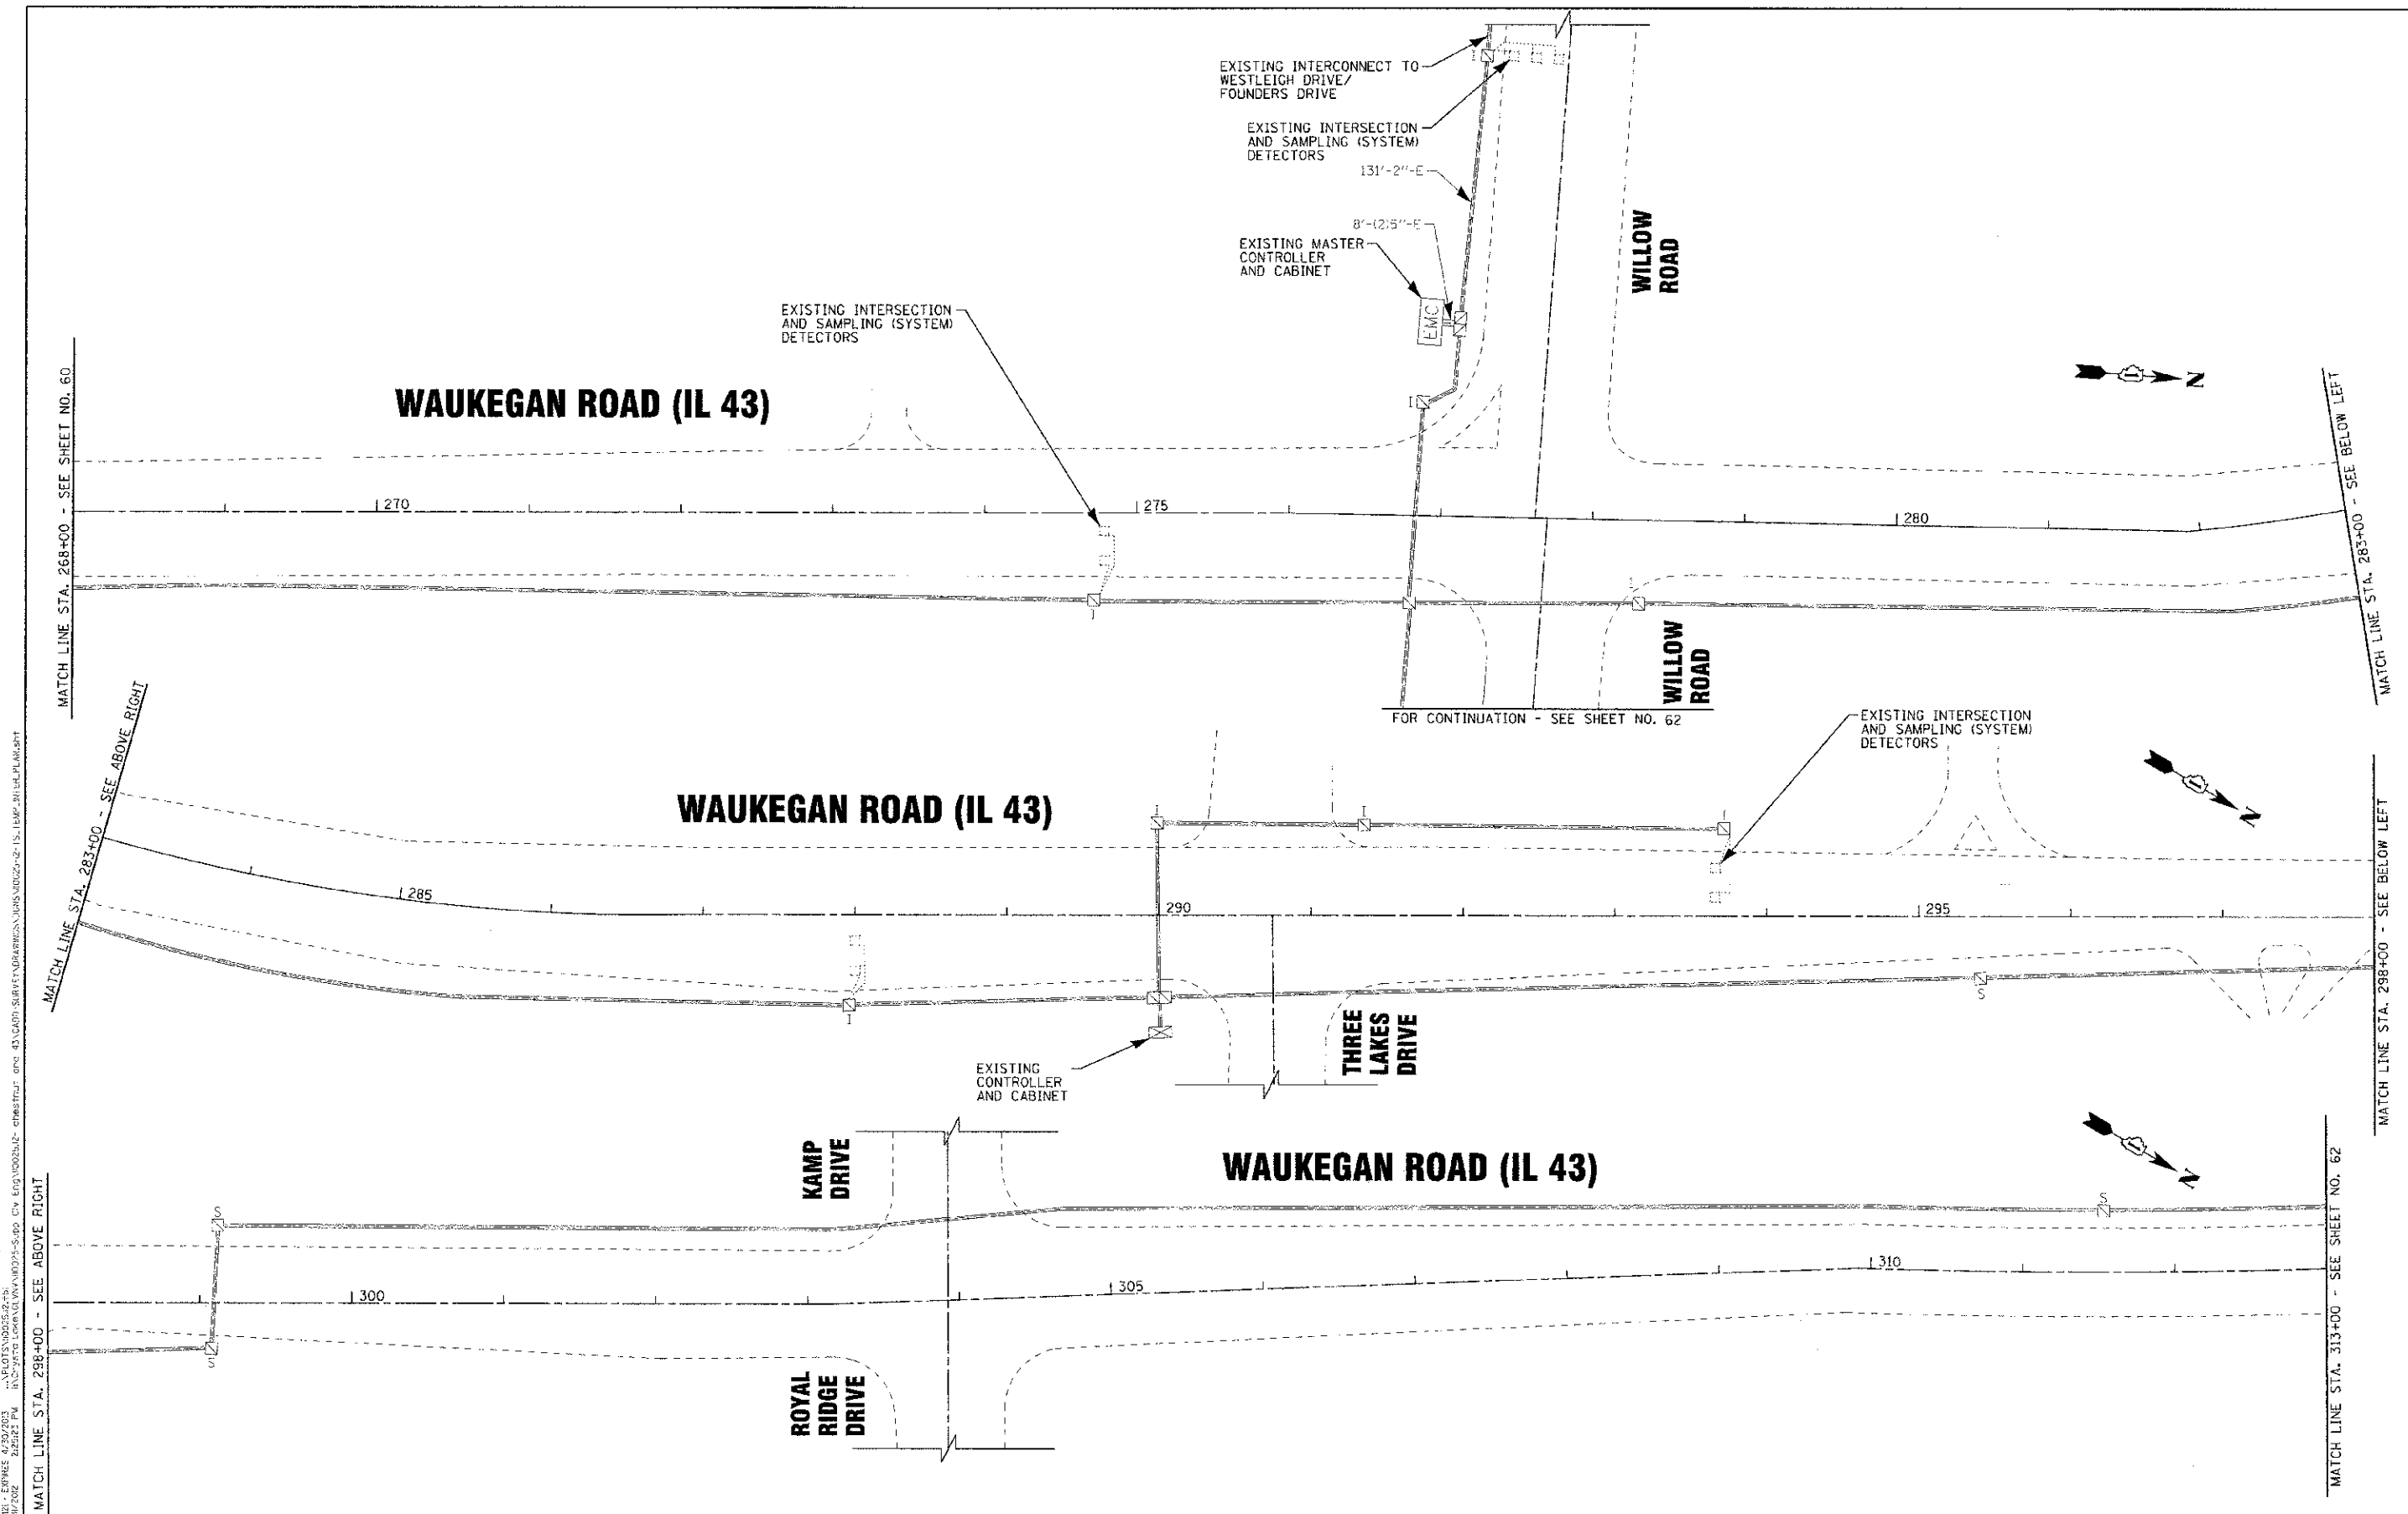 EXISTING INTERCONNECT TO
WESTLEIGH DRIVE/
FOUNDERS DRIVE
I
EXISTING INTERSECTION
AND SAMPLING (SYSTEM)
DETECTORS
131'-2"-E
EXISTING MASTER
CONTROLLER
AND CABINET
EMC
WILLOW
ROAD
EXISTING INTERSECTION
AND SAMPLING (SYSTEM)
DETECTORS
WAUKEGAN ROAD (IL 43)
N
I
MATCH LINE STA. 268+00 - SEE SHEET NO. 60
270
275
280
MATCH LINE STA. 283+00 - SEE BELOW LEFT
WILLOW
ROAD
FOR CONTINUATION - SEE SHEET NO. 62
MATCH LINE STA. 283+00 - SEE ABOVE RIGHT
WAUKEGAN ROAD (IL 43)
EXISTING INTERSECTION
AND SAMPLING (SYSTEM)
DETECTORS
N
I
I
I
285
290
295
I
S
EXISTING
CONTROLLER
AND CABINET
THREE
LAKES
DRIVE
MATCH LINE STA. 298+00 - SEE BELOW LEFT
MATCH LINE STA. 298+00 - SEE ABOVE RIGHT
KAMP
DRIVE
WAUKEGAN ROAD (IL 43)
N
S
S
300
305
310
S
ROYAL
RIDGE
DRIVE
MATCH LINE STA. 313+00 - SEE SHEET NO. 62